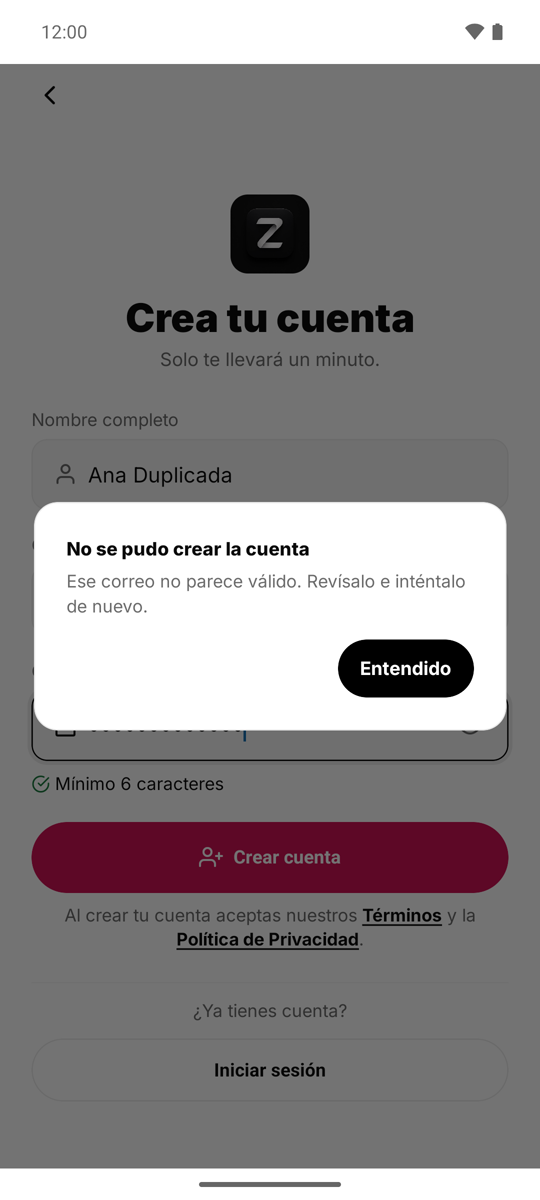 12:00
Z
Crea tu cuenta
Solo te llevará un minuto.
Nombre completo
Ana Duplicada
No se pudo crear la cuenta
Ese correo no parece válido. Revísalo e inténtalo
de nuevo.
Entendido
Mínimo 6 caracteres
Crear cuenta
Al crear tu cuenta aceptas nuestros Términos y la
Política de Privacidad.
¿Ya tienes cuenta?
Iniciar sesión